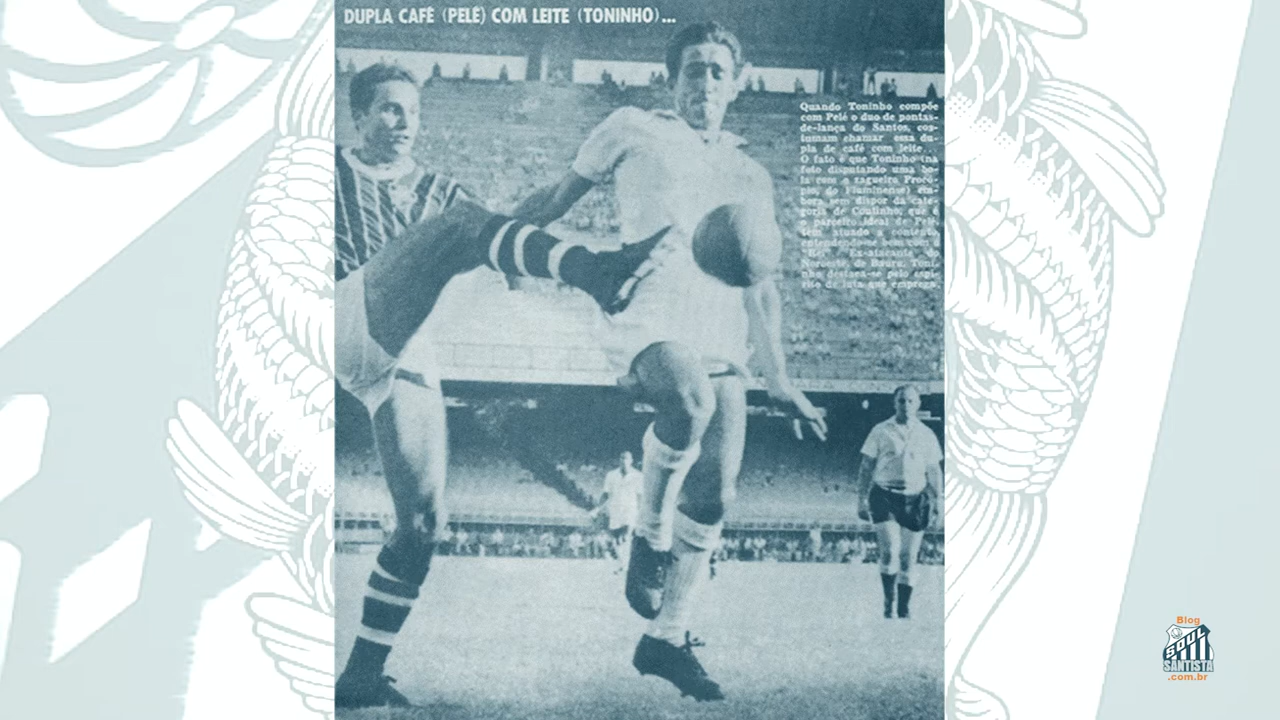 DUPLA CAFÉ (PELÉ) COM LEITE (TONINHO)...
Quando Toninho compõe
com Pelé o duo de pontas-
de-lança do Santos, cos-
tumam chamar essa du-
pla de café com leite...
O fato é que Toninho (na
foto disputando uma bo-
la com o zagueiro Procó-
pio, do Fluminense) em-
bora sem dispor da cate-
goria de Coutinho, que é
o parceiro ideal de Pelé,
tem atuado a contento,
entendendo-se bem com o
Ex-atacante do
Noroeste, de Bauru, Toni-
nho destaca-se pelo espí-
rito de luta que emprega.
Blog
SOUL
SANTISTA
.com.br